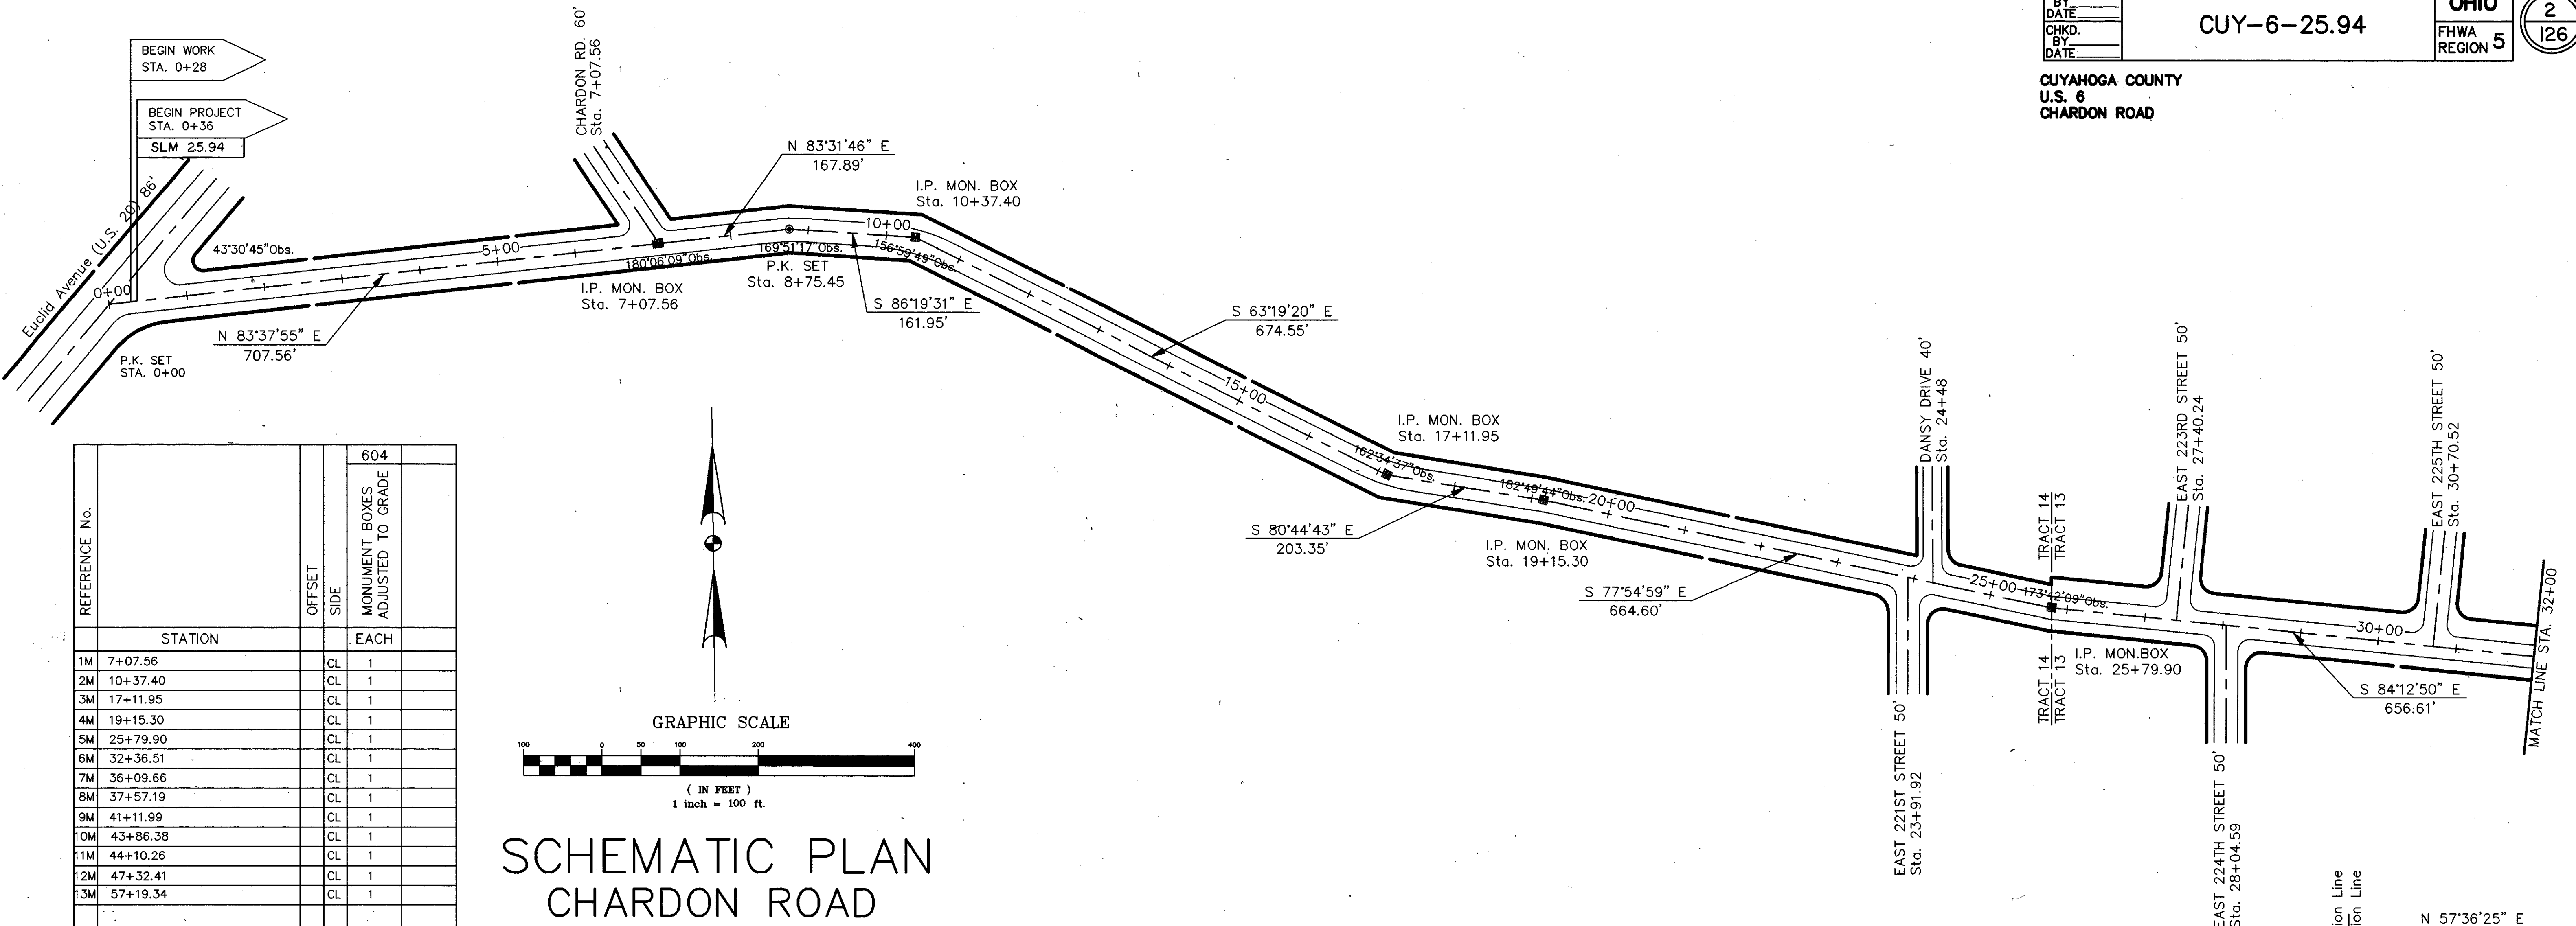 BY
DATE
CHKD.
BY
DATE
CUY-6-25.94
OHIO
FHWA
REGION 5
2
126
CUYAHOGA COUNTY
U.S. 6
CHARDON ROAD
BEGIN WORK
STA. 0+28
BEGIN PROJECT
STA. 0+36
SLM 25.94
Euclid Avenue (U.S. 20) 86'
0+00
P.K. SET
STA. 0+00
43°30'45"Obs.
N 83°37'55" E
707.56'
5+00
CHARDON RD. 60'
Sta. 7+07.56
180°06'09"Obs.
I.P. MON. BOX
Sta. 7+07.56
N 83°31'46" E
167.89'
169°51'17"Obs.
P.K. SET
Sta. 8+75.45
10+00
I.P. MON. BOX
Sta. 10+37.40
156°59'49"Obs.
S 86°19'31" E
161.95'
S 63°19'20" E
674.55'
15+00
I.P. MON. BOX
Sta. 17+11.95
162°34'37"Obs.
S 80°44'43" E
203.35'
182°49'44"Obs.
20+00
I.P. MON. BOX
Sta. 19+15.30
S 77°54'59" E
664.60'
DANSY DRIVE 40'
Sta. 24+48
EAST 221ST STREET 50'
Sta. 23+91.92
25+00
173°42'09"Obs.
TRACT 14
TRACT 13
TRACT 14
TRACT 13
I.P. MON.BOX
Sta. 25+79.90
EAST 223RD STREET 50'
Sta. 27+40.24
EAST 224TH STREET 50'
Sta. 28+04.59
30+00
S 84°12'50" E
656.61'
EAST 225TH STREET 50'
Sta. 30+70.52
MATCH LINE STA. 32+00
REFERENCE No.
STATION
OFFSET
SIDE
604
MONUMENT BOXES
ADJUSTED TO GRADE
EACH
1M 7+07.56 CL 1
2M 10+37.40 CL 1
3M 17+11.95 CL 1
4M 19+15.30 CL 1
5M 25+79.90 CL 1
6M 32+36.51 CL 1
7M 36+09.66 CL 1
8M 37+57.19 CL 1
9M 41+11.99 CL 1
10M 43+86.38 CL 1
11M 44+10.26 CL 1
12M 47+32.41 CL 1
13M 57+19.34 CL 1
GRAPHIC SCALE
100 0 50 100 200 400
( IN FEET )
1 inch = 100 ft.
SCHEMATIC PLAN
CHARDON ROAD
ion Line
ion Line
N 57°36'25" E